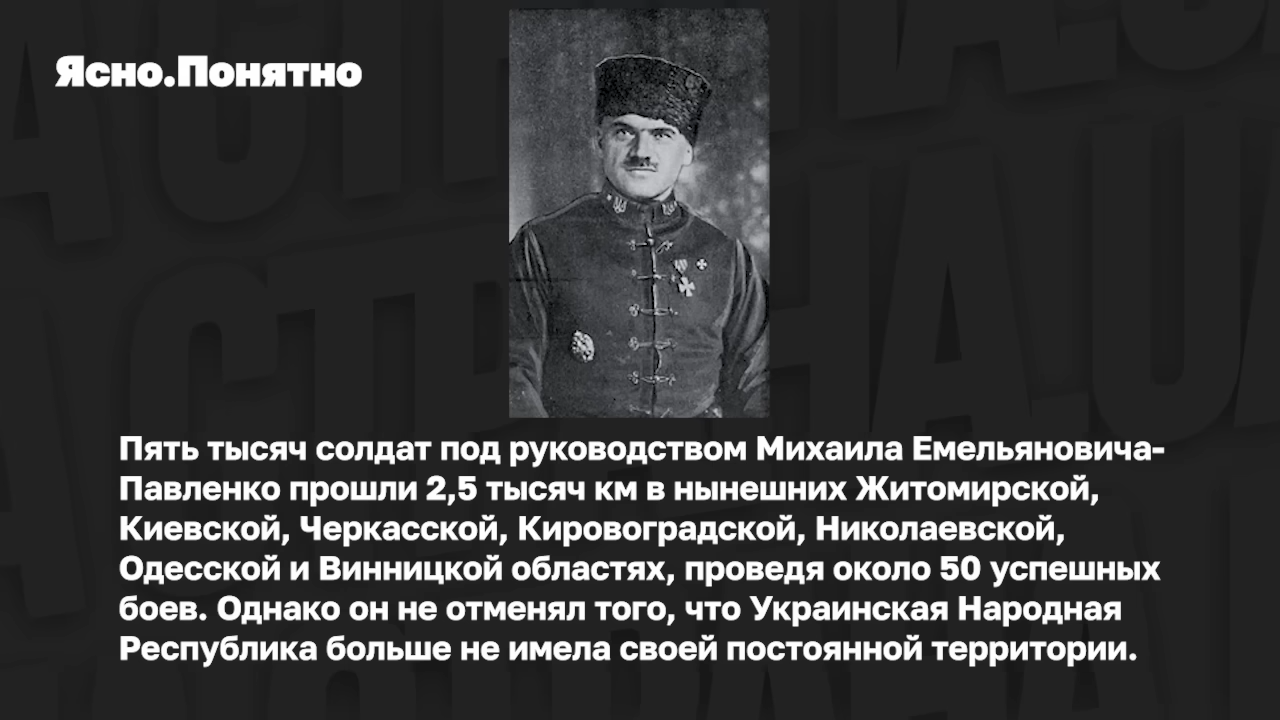 Ясно.Понятно
Пять тысяч солдат под руководством Михаила Емельяновича-
Павленко прошли 2,5 тысяч км в нынешних Житомирской,
Киевской, Черкасской, Кировоградской, Николаевской,
Одесской и Винницкой областях, проведя около 50 успешных
боев. Однако он не отменял того, что Украинская Народная
Республика больше не имела своей постоянной территории.